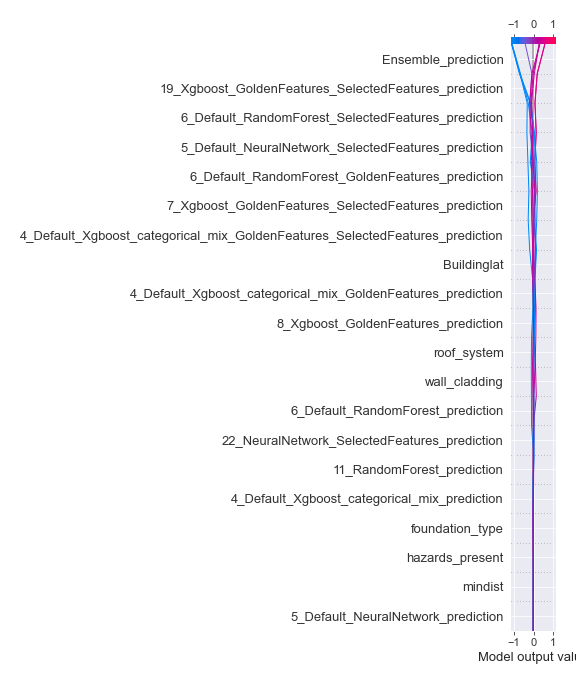 −1 0 1
Ensemble_prediction
19_Xgboost_GoldenFeatures_SelectedFeatures_prediction
6_Default_RandomForest_SelectedFeatures_prediction
5_Default_NeuralNetwork_SelectedFeatures_prediction
6_Default_RandomForest_GoldenFeatures_prediction
7_Xgboost_GoldenFeatures_SelectedFeatures_prediction
4_Default_Xgboost_categorical_mix_GoldenFeatures_SelectedFeatures_prediction
Buildinglat
4_Default_Xgboost_categorical_mix_GoldenFeatures_prediction
8_Xgboost_GoldenFeatures_prediction
roof_system
wall_cladding
6_Default_RandomForest_prediction
22_NeuralNetwork_SelectedFeatures_prediction
11_RandomForest_prediction
4_Default_Xgboost_categorical_mix_prediction
foundation_type
hazards_present
mindist
5_Default_NeuralNetwork_prediction
−1 0 1
Model output valu